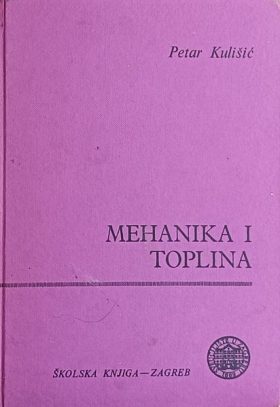 Petar Kulišić
MEHANIKA I
TOPLINA
ŠKOLSKA KNJIGA—ZAGREB